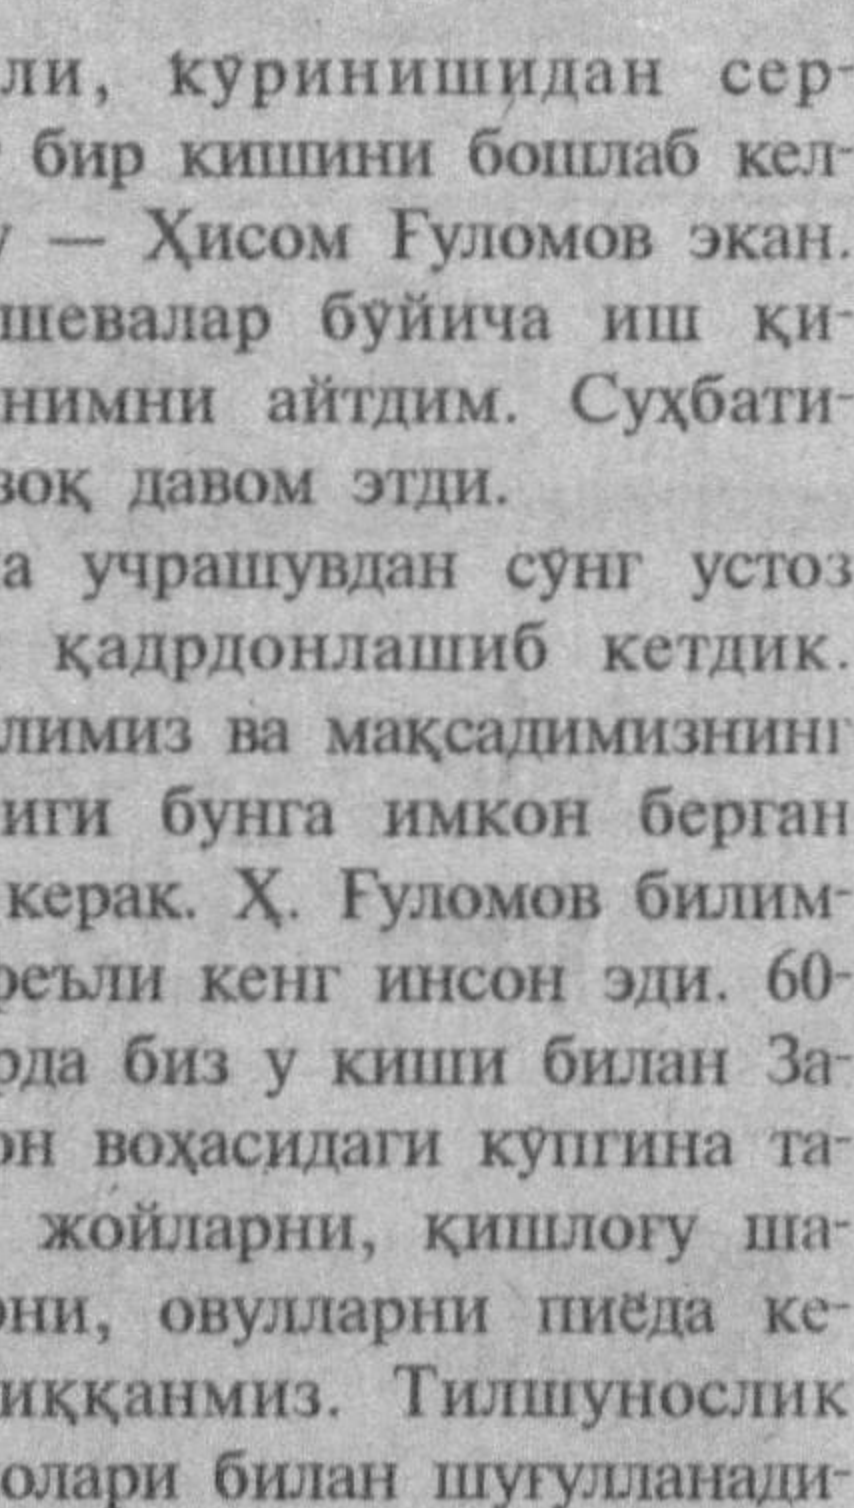 ли, кўринишидан сер-
бир кишини бошлаб кел-
— Ҳисом Ғуломов экан.
шевалар бўйича иш қи-
нимни айтдим. Суҳбати-
зоқ давом этди.
а учрашувдан сўнг устоз
қадрдонлашиб кетдик.
лимиз ва мақсадимизнинг
иги бунга имкон берган
керак. Ҳ. Ғуломов билим-
феъли кенг инсон эди. 60-
рда биз у киши билан За-
он воҳасидаги кўпгина та-
жойларни, қишлоғу ша-
рни, овулларни пиёда ке-
иққанмиз. Тилшунослик
олари билан шуғулланади-